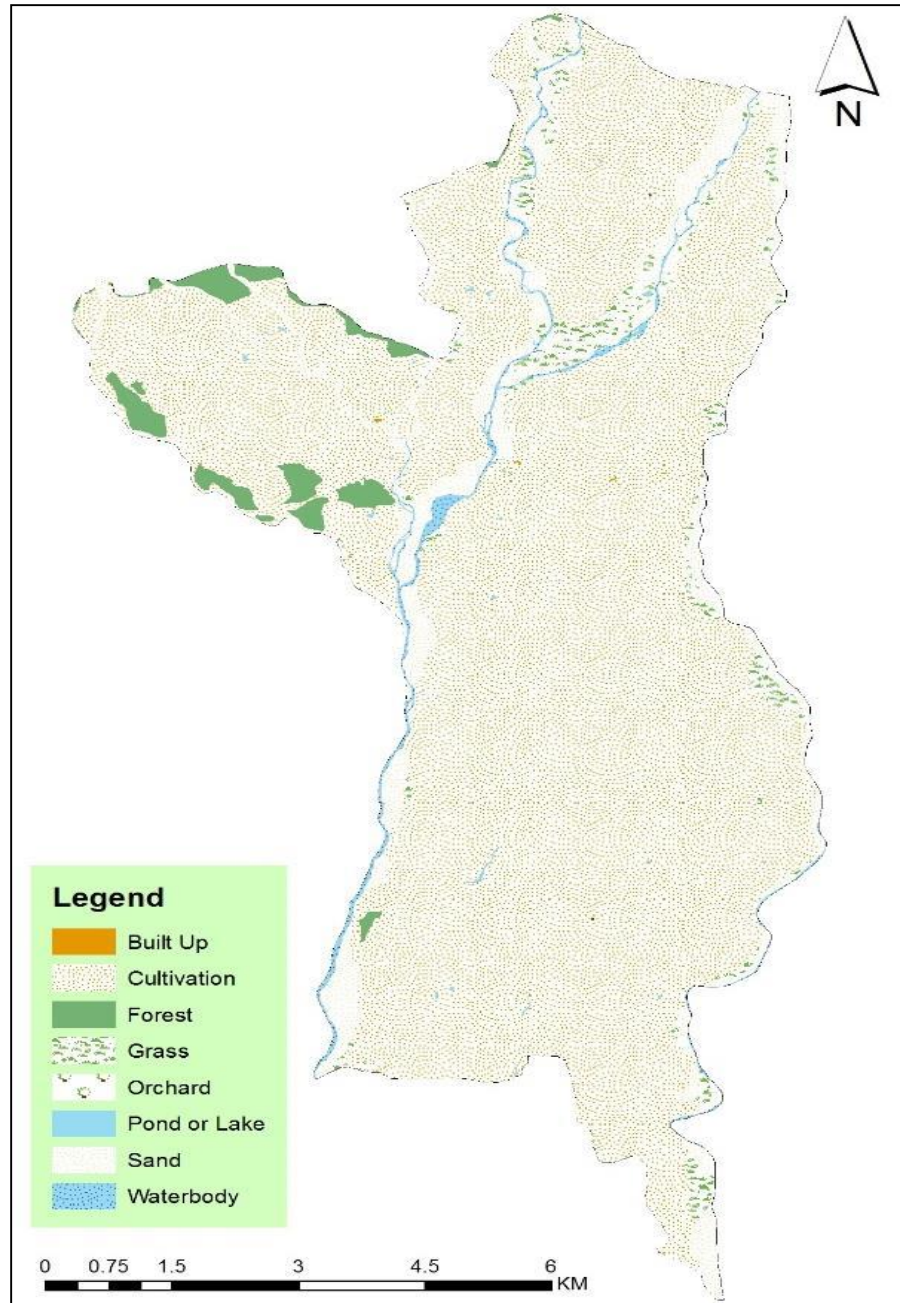 N
Legend
Built Up
Cultivation
Forest
Grass
Orchard
Pond or Lake
Sand
Waterbody
0 0.75 1.5 3 4.5 6
KM